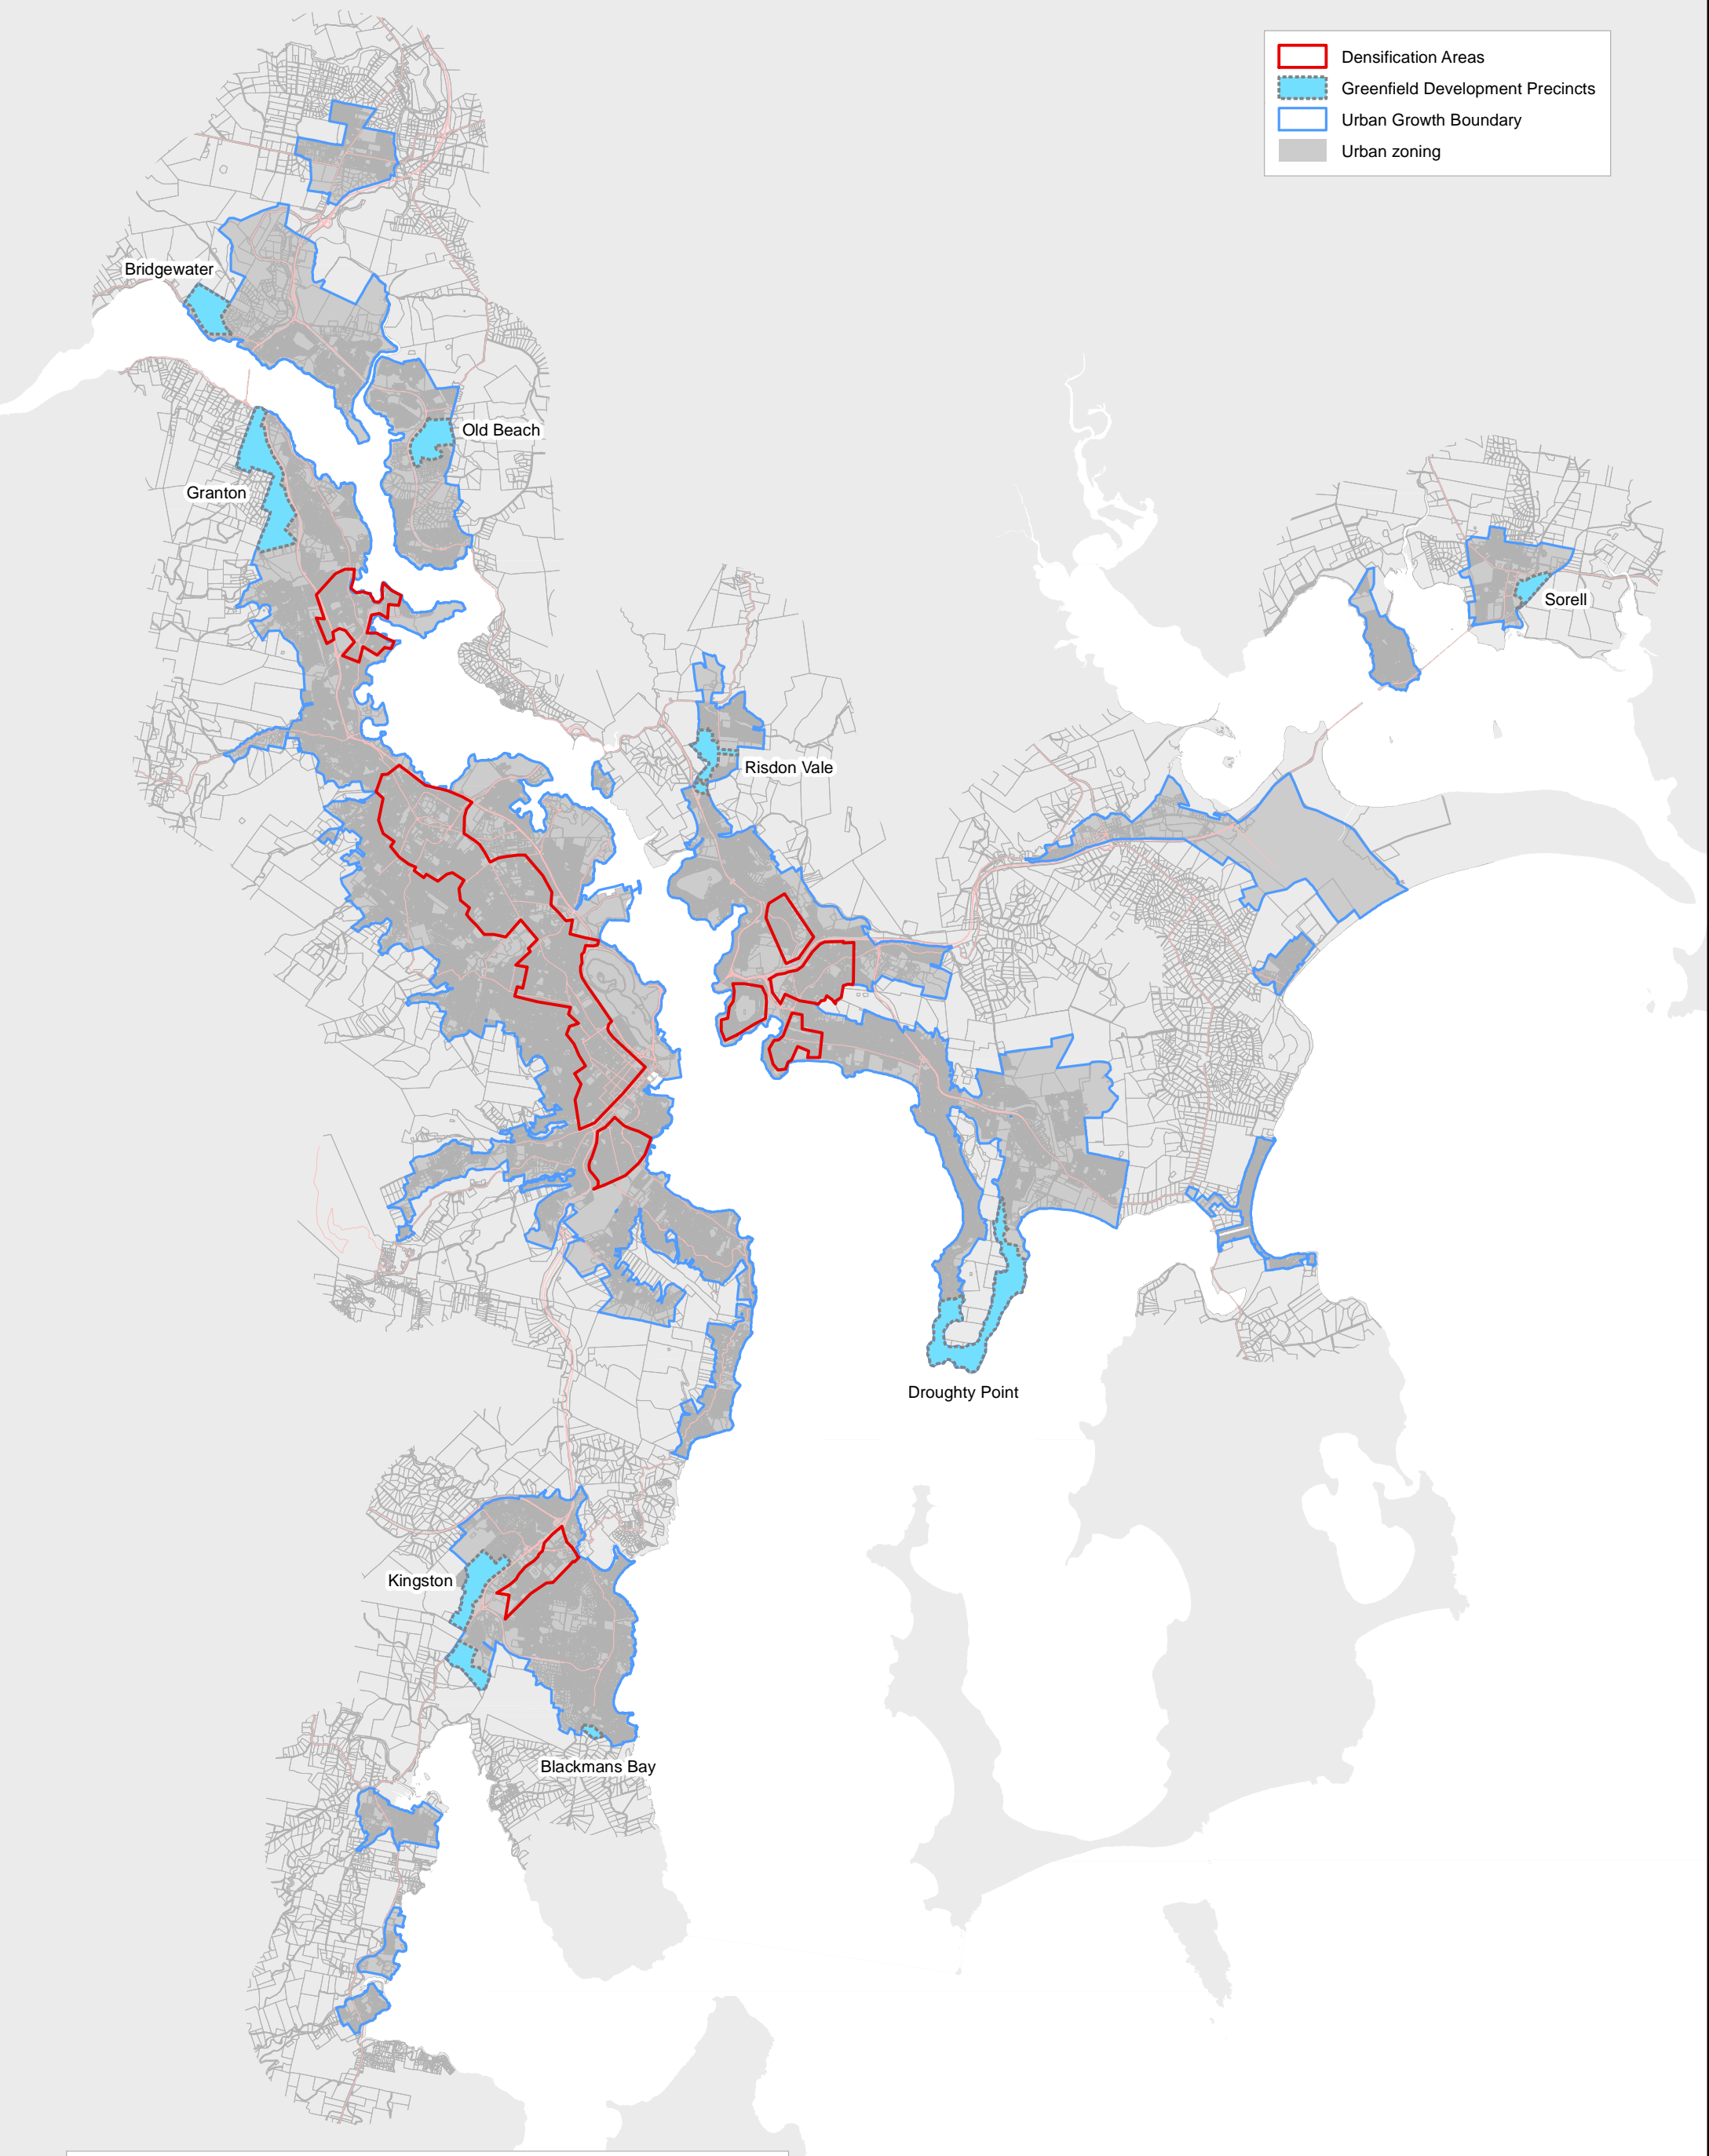 Densification Areas
Greenfield Development Precincts
Urban Growth Boundary
Urban zoning
Bridgewater
Old Beach
Granton
Sorell
Risdon Vale
Droughty Point
Kingston
Blackmans Bay